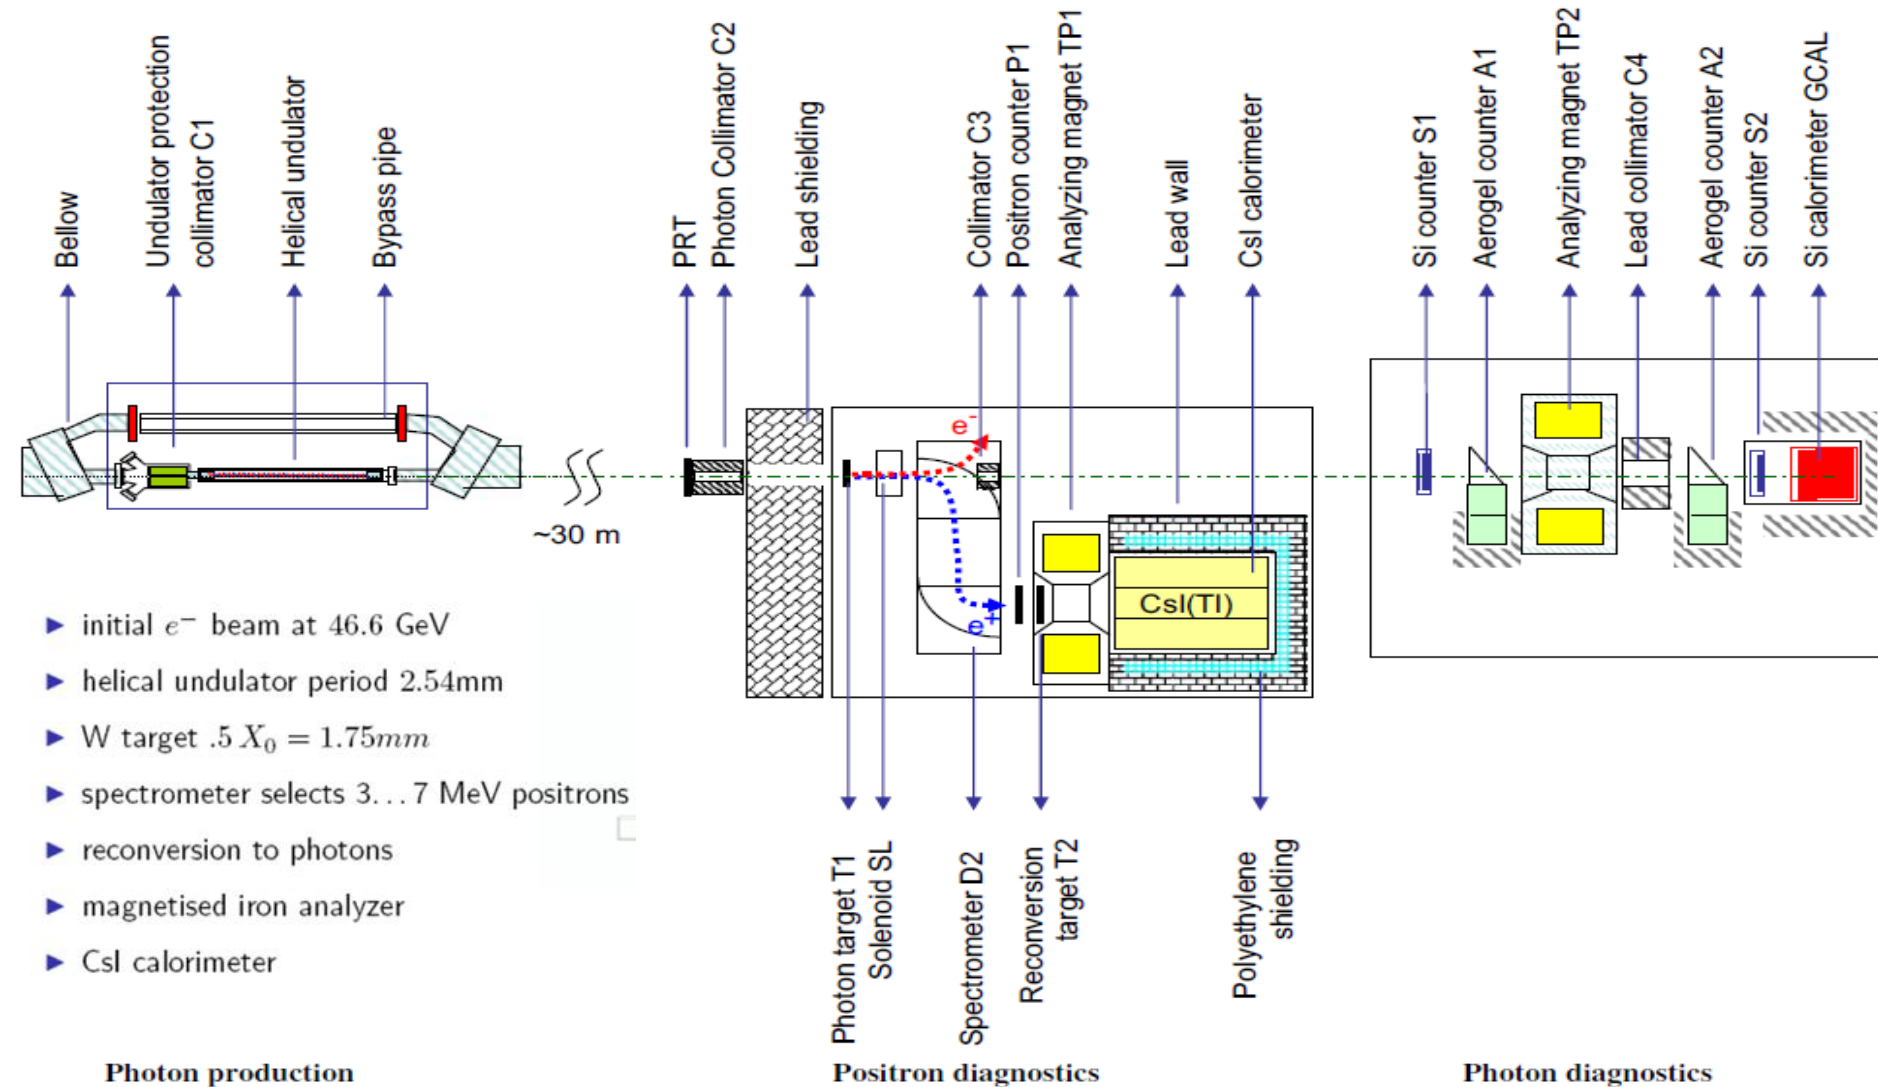 Bellow
Undulator protection
collimator C1
Helical undulator
Bypass pipe
PRT
Photon Collimator C2
Lead shielding
Collimator C3
Positron counter P1
Analyzing magnet TP1
Lead wall
CsI calorimeter
Si counter S1
Aerogel counter A1
Analyzing magnet TP2
Lead collimator C4
Aerogel counter A2
Si counter S2
Si calorimeter GCAL
e-
~30 m
e+
CsI(Tl)
▶ initial e⁻ beam at 46.6 GeV
▶ helical undulator period 2.54mm
▶ W target .5 X₀ = 1.75mm
▶ spectrometer selects 3...7 MeV positrons
▶ reconversion to photons
▶ magnetised iron analyzer
▶ CsI calorimeter
Photon target T1
Solenoid SL
Spectrometer D2
Reconversion
target T2
Polyethylene
shielding
Photon production
Positron diagnostics
Photon diagnostics